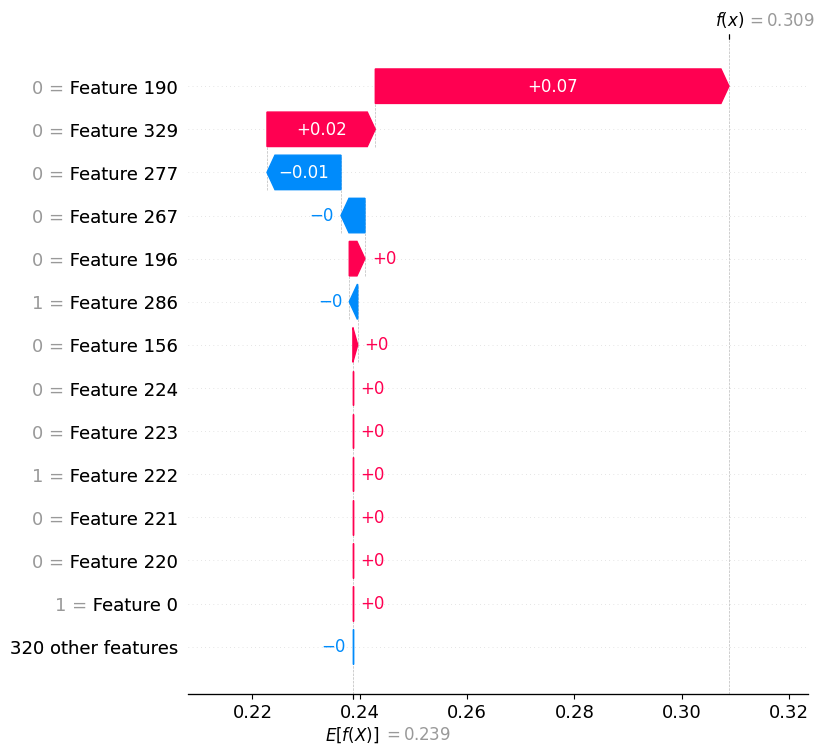 f(x) = 0.309
0 = Feature 190 +0.07
0 = Feature 329 +0.02
0 = Feature 277 −0.01
0 = Feature 267 −0
0 = Feature 196 +0
1 = Feature 286 −0
0 = Feature 156 +0
0 = Feature 224 +0
0 = Feature 223 +0
1 = Feature 222 +0
0 = Feature 221 +0
0 = Feature 220 +0
1 = Feature 0 +0
320 other features −0
0.22 0.24 0.26 0.28 0.30 0.32
E[f(X)] = 0.239